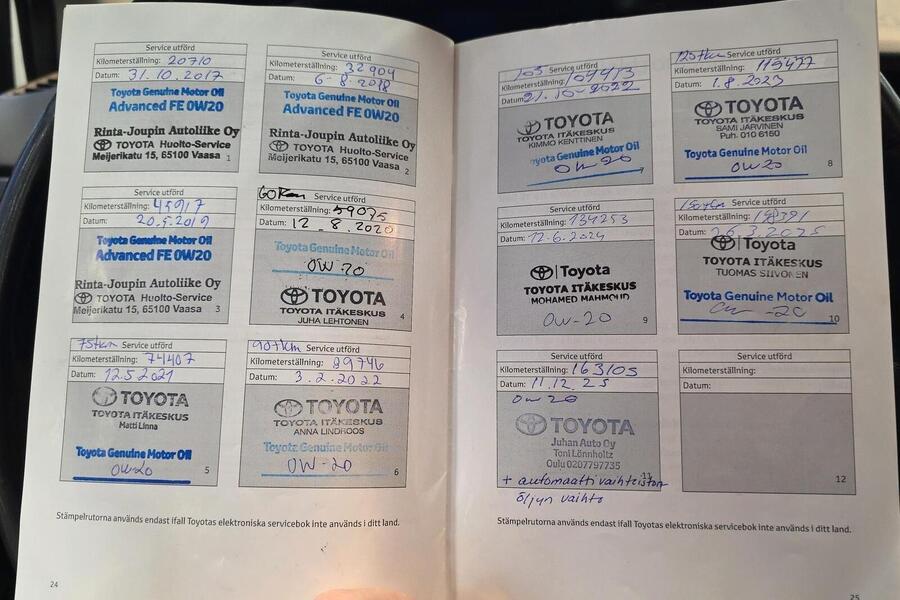 Service utförd
Kilometerställning: 20710
Datum: 31.10.2017
Toyota Genuine Motor Oil
Advanced FE 0W20
Rinta-Joupin Autoliike Oy
TOYOTA Huolto-Service
Meijerikatu 15, 65100 Vaasa
1
Service utförd
Kilometerställning: 32904
Datum: 6-8.2018
Toyota Genuine Motor Oil
Advanced FE 0W20
Rinta-Joupin Autoliike Oy
TOYOTA Huolto-Service
Meijerikatu 15, 65100 Vaasa
2
Service utförd
Kilometerställning: 45917
Datum: 20.5.2019
Toyota Genuine Motor Oil
Advanced FE 0W20
Rinta-Joupin Autoliike Oy
TOYOTA Huolto-Service
Meijerikatu 15, 65100 Vaasa
3
60 km Service utförd
Kilometerställning: 59075
Datum: 12 _8.2020
Toyota Genuine Motor Oil
0W-20
TOYOTA
TOYOTA ITÄKESKUS
JUHA LEHTONEN
4
75tkm Service utförd
Kilometerställning: 74407
Datum: 12.5.2021
TOYOTA
TOYOTA ITÄKESKUS
Matti Linna
Toyota Genuine Motor Oil
0W20
5
90tkm Service utförd
Kilometerställning: 89746
Datum: 3.2.2022
TOYOTA
TOYOTA ITÄKESKUS
ANNA LINDROOS
Toyota Genuine Motor Oil
0W-20
6
Stämpelrutorna används endast ifall Toyotas elektroniska servicebok inte används i ditt land.
24
105 Service utförd
Kilometerställning: 104413
Datum: 21.10-2022
TOYOTA
TOYOTA ITÄKESKUS
KIMMO KENTTINEN
Toyota Genuine Motor Oil
0W-20
7
120tkm Service utförd
Kilometerställning: 119477
Datum: 1.8.2023
TOYOTA
TOYOTA ITÄKESKUS
SAMI JARVINEN
Puh. 010 6150
Toyota Genuine Motor Oil
0W20
8
Service utförd
Kilometerställning: 134253
Datum: 12.6.2024
Toyota
TOYOTA ITÄKESKUS
MOHAMED MAHMOUD
0W-20
9
150tkm Service utförd
Kilometerställning:
Datum: 26.3.2025
Toyota
TOYOTA ITÄKESKUS
TUOMAS SIIVONEN
Toyota Genuine Motor Oil
-20
10
Service utförd
Kilometerställning: 163105
Datum: 11.12.25
0W20
TOYOTA
Juhan Auto Oy
Toni Lönnholtz
Oulu 0207797735
11
+ automaattivaihteiston
öljyn vaihto
Service utförd
Kilometerställning:
Datum:
12
Stämpelrutorna används endast ifall Toyotas elektroniska servicebok inte används i ditt land.
25